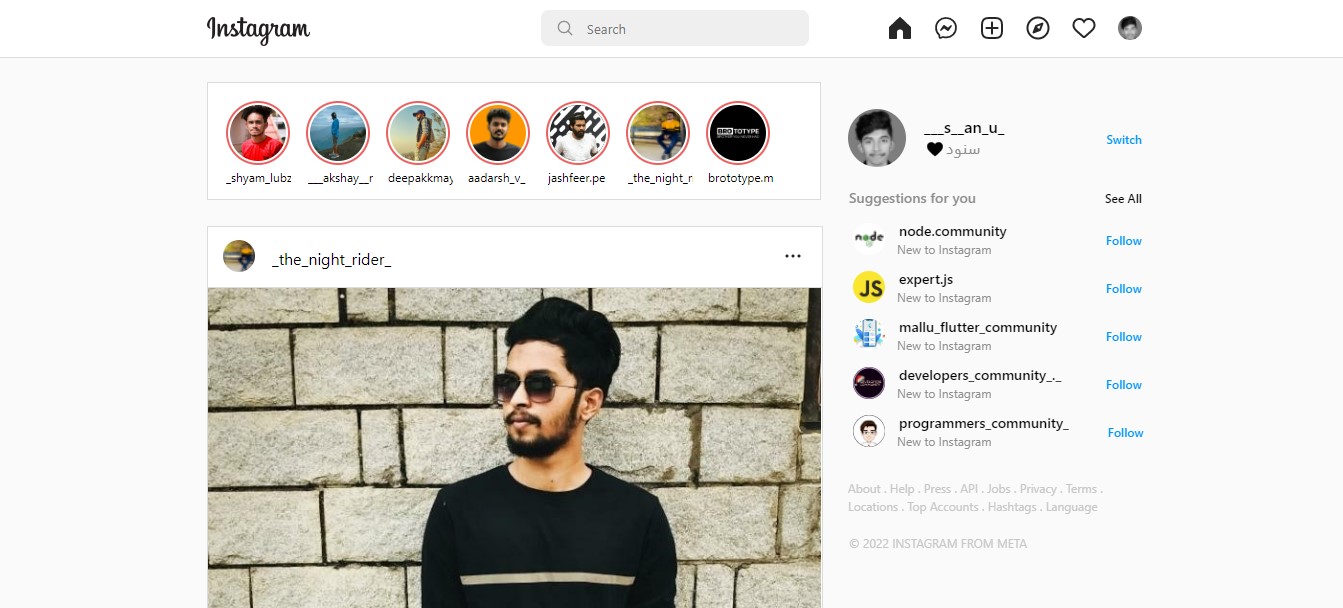 Instagram
Search
_shyam_lubz
___akshay__r
deepakkmay
aadarsh_v_
jashfeer.pe
_the_night_r
brototype.m
BROTOTYPE
___s__an_u_
سنود 🖤
Switch
Suggestions for you
See All
_the_night_rider_
node
node.community
New to Instagram
Follow
JS
expert.js
New to Instagram
Follow
mallu_flutter_community
New to Instagram
Follow
developers_community_._
New to Instagram
Follow
programmers_community_
New to Instagram
Follow
About . Help . Press . API . Jobs . Privacy . Terms .
Locations . Top Accounts . Hashtags . Language
© 2022 INSTAGRAM FROM META